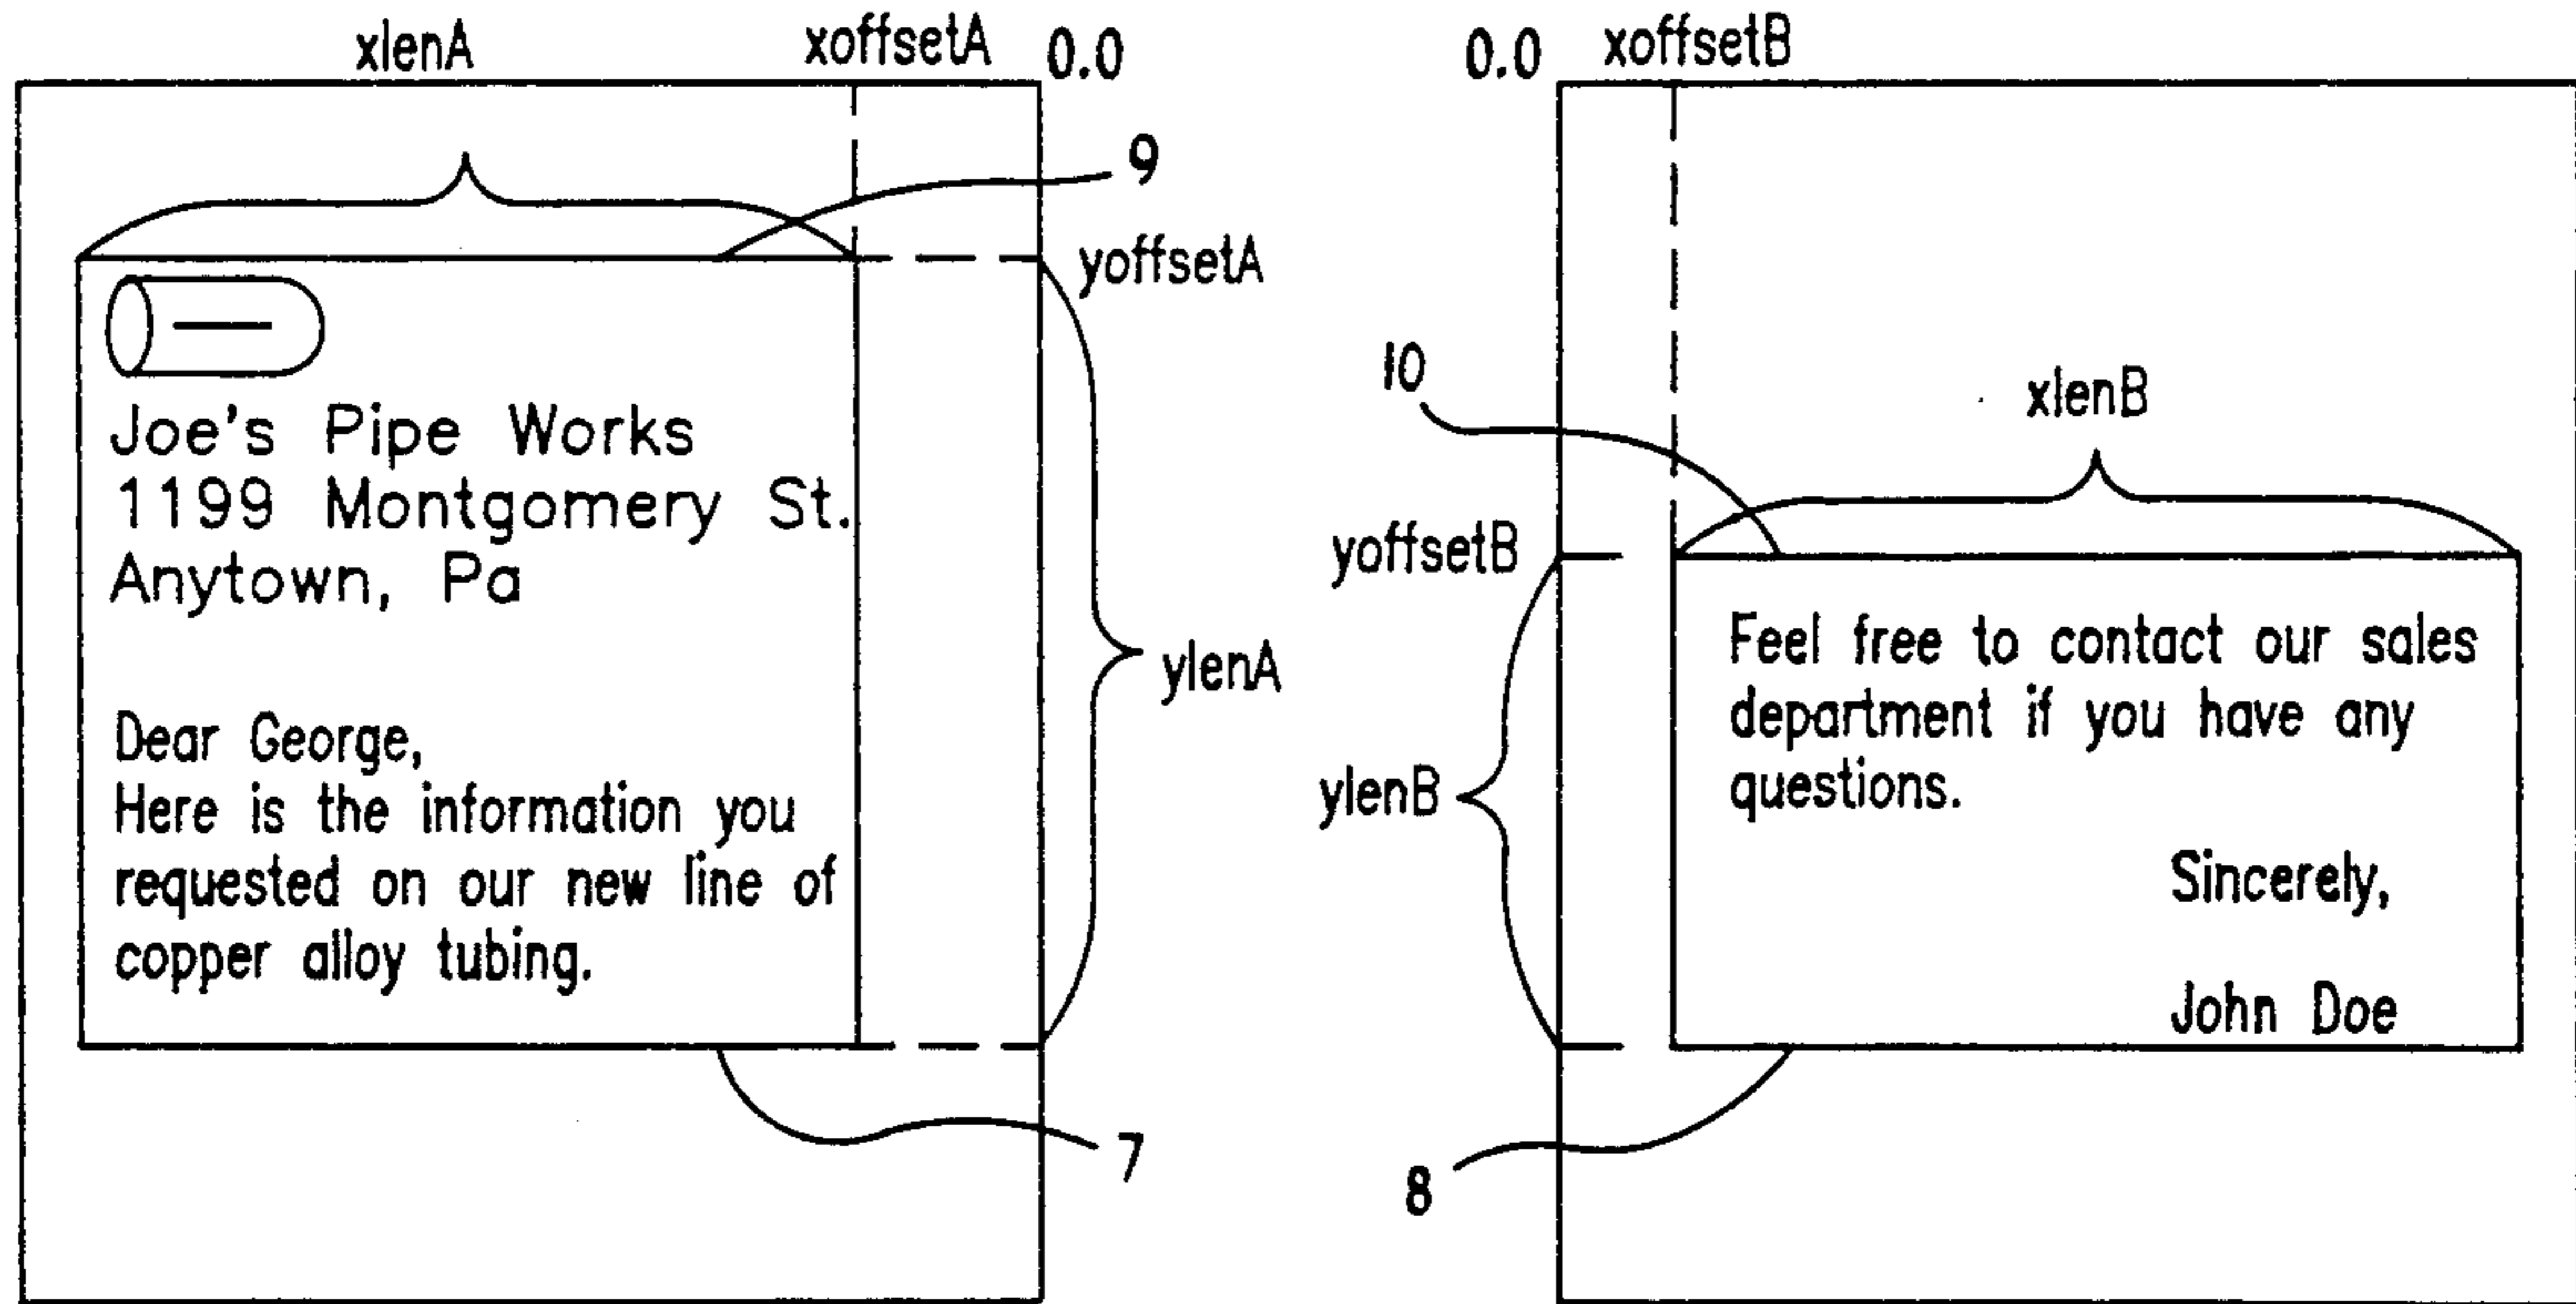 xlenA
xoffsetA
0.0
9
yoffsetA
Joe's Pipe Works
1199 Montgomery St.
Anytown, Pa
Dear George,
Here is the information you
requested on our new line of
copper alloy tubing.
ylenA
7
0.0
xoffsetB
10
xlenB
yoffsetB
ylenB
Feel free to contact our sales
department if you have any
questions.
Sincerely,
John Doe
8